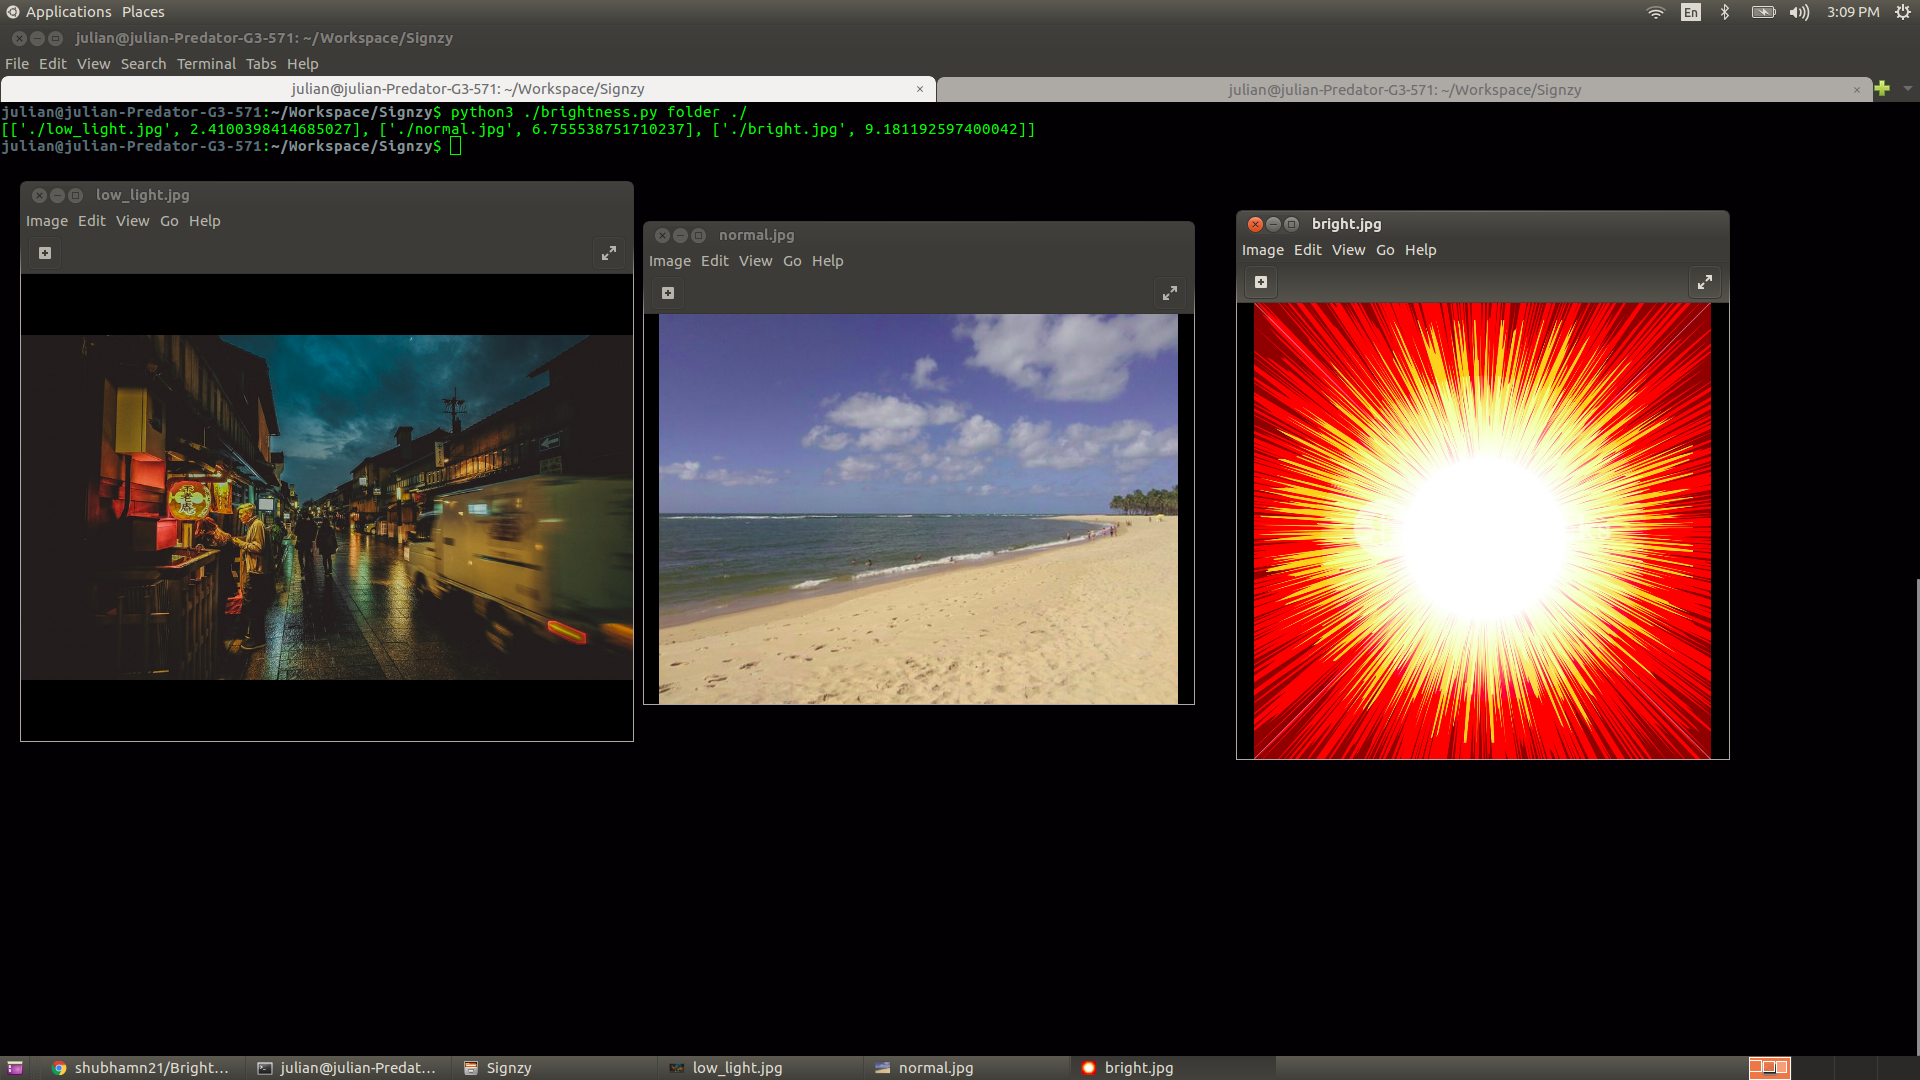 Applications Places
En 3:09 PM
julian@julian-Predator-G3-571: ~/Workspace/Signzy
File Edit View Search Terminal Tabs Help
julian@julian-Predator-G3-571: ~/Workspace/Signzy × julian@julian-Predator-G3-571: ~/Workspace/Signzy ×
julian@julian-Predator-G3-571:~/Workspace/Signzy$ python3 ./brightness.py folder ./
[['./low_light.jpg', 2.4100398414685027], ['./normal.jpg', 6.755538751710237], ['./bright.jpg', 9.181192597400042]]
julian@julian-Predator-G3-571:~/Workspace/Signzy$
low_light.jpg
Image Edit View Go Help
normal.jpg
Image Edit View Go Help
bright.jpg
Image Edit View Go Help
shubhamn21/Bright... julian@julian-Predat... Signzy low_light.jpg normal.jpg bright.jpg